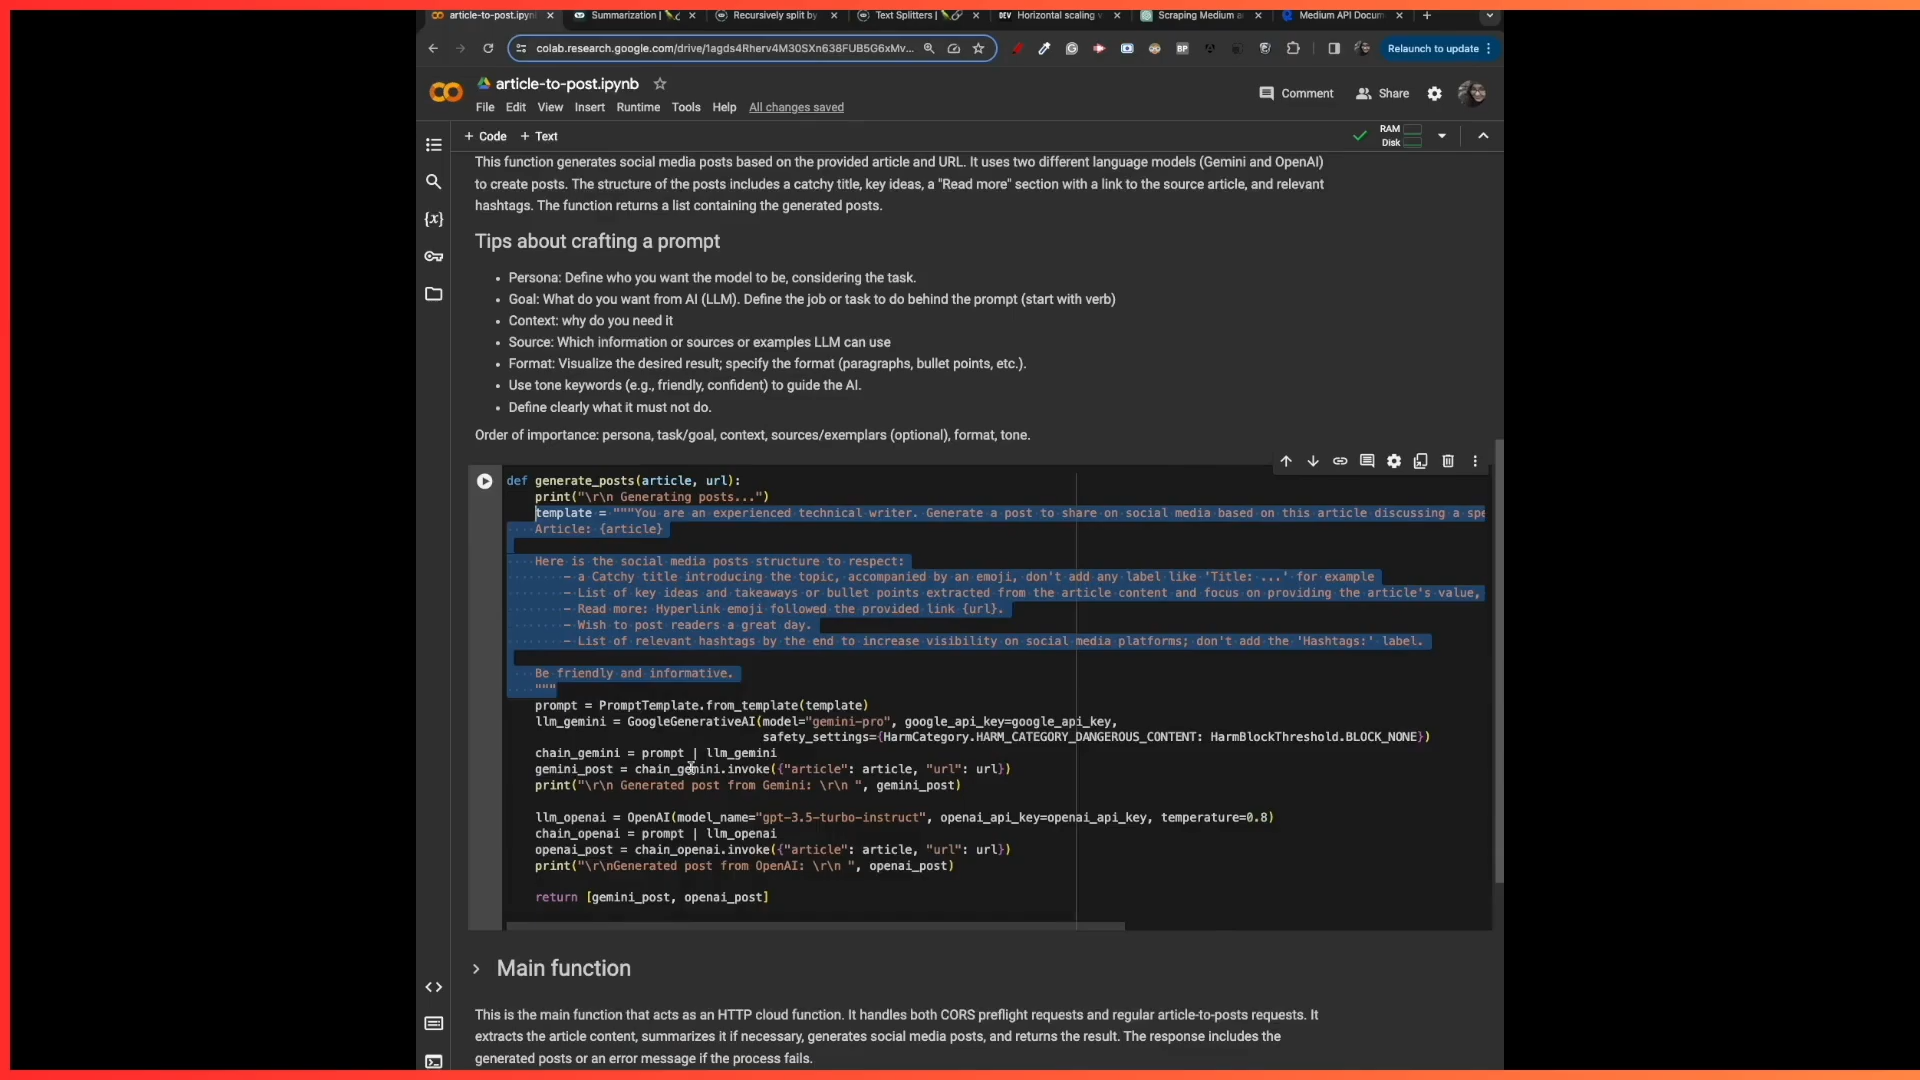 article-to-post.ipynb
Summarization |
Recursively split by
Text Splitters |
DEV Horizontal scaling v
Scraping Medium a
Medium API Docum
colab.research.google.com/drive/1agds4Rherv4M30SXn638FUB5G6xMv...
BP
Relaunch to update
article-to-post.ipynb
File Edit View Insert Runtime Tools Help All changes saved
Comment Share
+ Code + Text
RAM
Disk
This function generates social media posts based on the provided article and URL. It uses two different language models (Gemini and OpenAI)
to create posts. The structure of the posts includes a catchy title, key ideas, a "Read more" section with a link to the source article, and relevant
hashtags. The function returns a list containing the generated posts.
Tips about crafting a prompt
• Persona: Define who you want the model to be, considering the task.
• Goal: What do you want from AI (LLM). Define the job or task to do behind the prompt (start with verb)
• Context: why do you need it
• Source: Which information or sources or examples LLM can use
• Format: Visualize the desired result; specify the format (paragraphs, bullet points, etc.).
• Use tone keywords (e.g., friendly, confident) to guide the AI.
• Define clearly what it must not do.
Order of importance: persona, task/goal, context, sources/exemplars (optional), format, tone.
def generate_posts(article, url):
print("\r\n Generating posts...")
template = """You are an experienced technical writer. Generate a post to share on social media based on this article discussing a spe
Article: {article}
Here is the social media posts structure to respect:
- a Catchy title introducing the topic, accompanied by an emoji, don't add any label like 'Title: ...' for example
- List of key ideas and takeaways or bullet points extracted from the article content and focus on providing the article's value,
- Read more: Hyperlink emoji followed the provided link {url}.
- Wish to post readers a great day.
- List of relevant hashtags by the end to increase visibility on social media platforms; don't add the 'Hashtags:' label.
Be friendly and informative.
"""
prompt = PromptTemplate.from_template(template)
llm_gemini = GoogleGenerativeAI(model="gemini-pro", google_api_key=google_api_key,
safety_settings={HarmCategory.HARM_CATEGORY_DANGEROUS_CONTENT: HarmBlockThreshold.BLOCK_NONE})
chain_gemini = prompt | llm_gemini
gemini_post = chain_gemini.invoke({"article": article, "url": url})
print("\r\n Generated post from Gemini: \r\n ", gemini_post)
llm_openai = OpenAI(model_name="gpt-3.5-turbo-instruct", openai_api_key=openai_api_key, temperature=0.8)
chain_openai = prompt | llm_openai
openai_post = chain_openai.invoke({"article": article, "url": url})
print("\r\nGenerated post from OpenAI: \r\n ", openai_post)
return [gemini_post, openai_post]
Main function
This is the main function that acts as an HTTP cloud function. It handles both CORS preflight requests and regular article-to-posts requests. It
extracts the article content, summarizes it if necessary, generates social media posts, and returns the result. The response includes the
generated posts or an error message if the process fails.